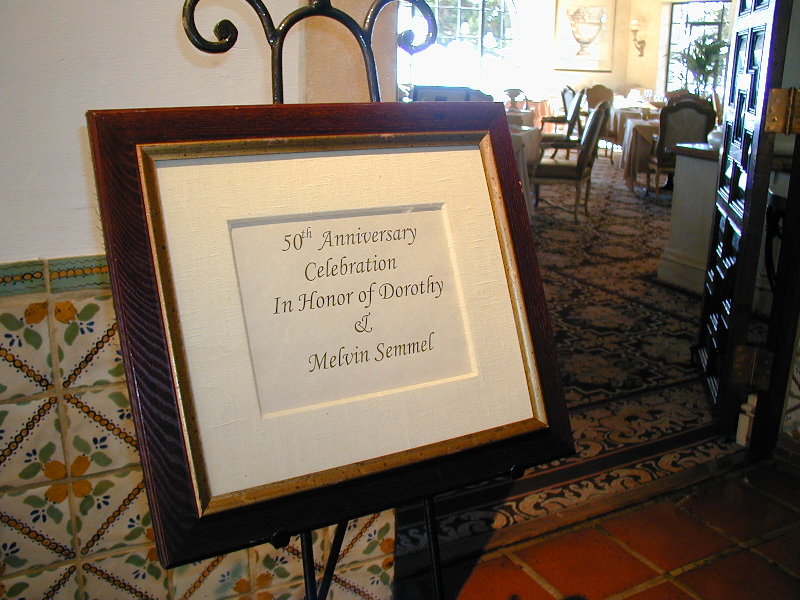 50th Anniversary
Celebration
In Honor of Dorothy
&
Melvin Semmel